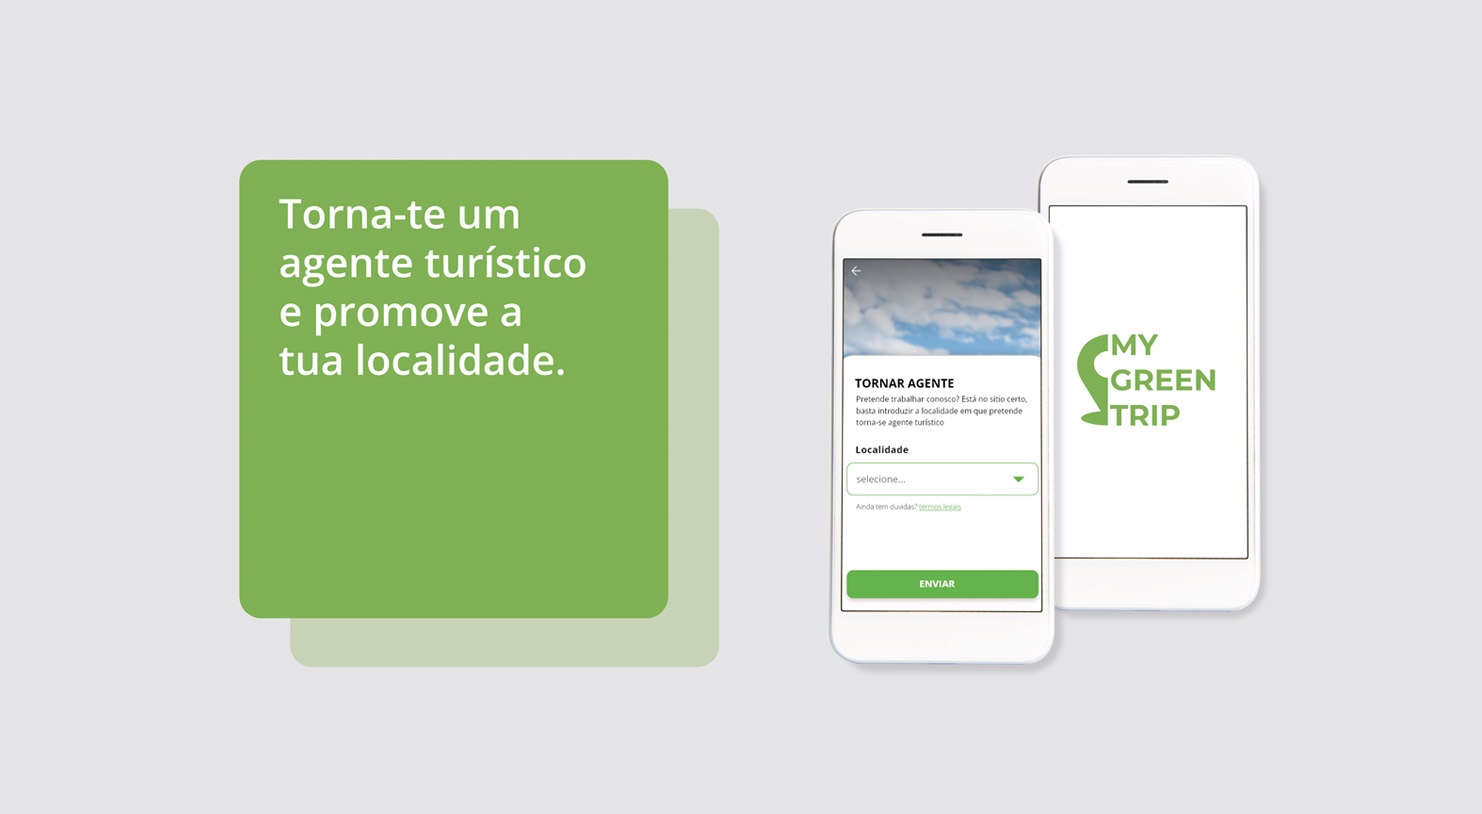 Torna-te um
agente turístico
e promove a
tua localidade.
TORNAR AGENTE
Pretende trabalhar conosco? Está no sitio certo,
basta introduzir a localidade em que pretende
torna-se agente turístico
Localidade
selecione...
Ainda tem duvidas? termos legais
ENVIAR
MY
GREEN
TRIP